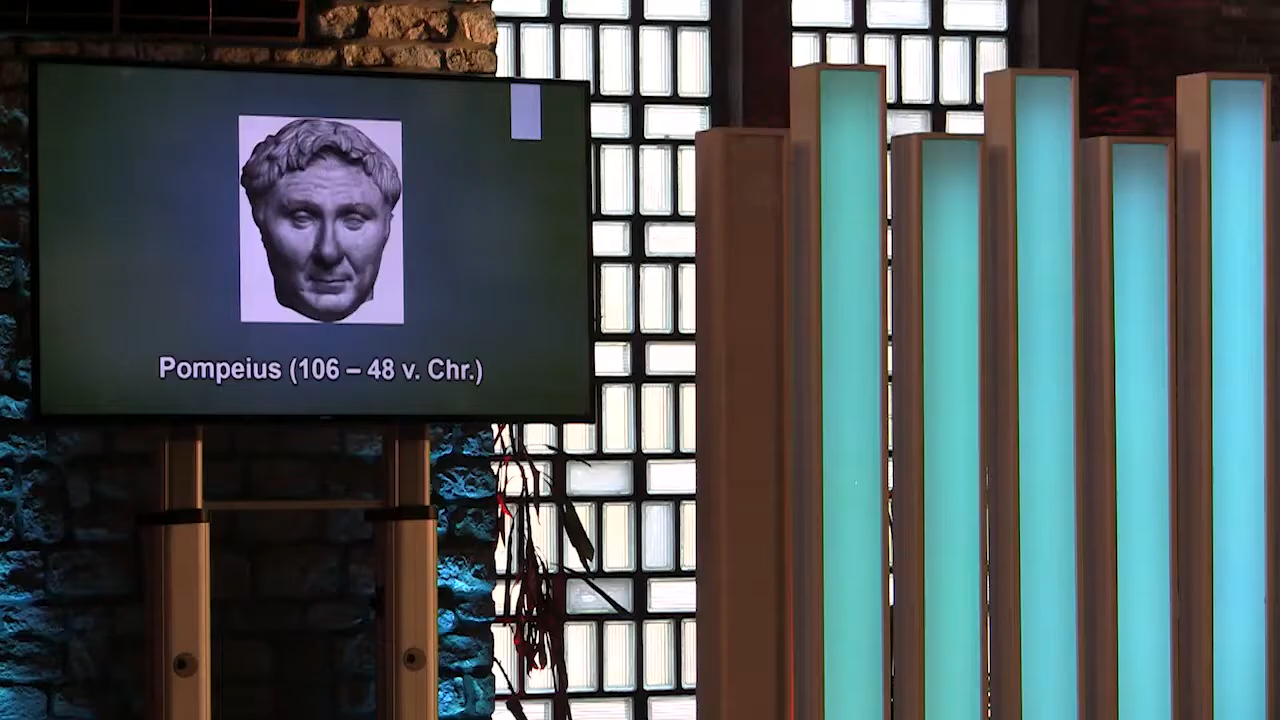 Pompeius (106 – 48 v. Chr.)